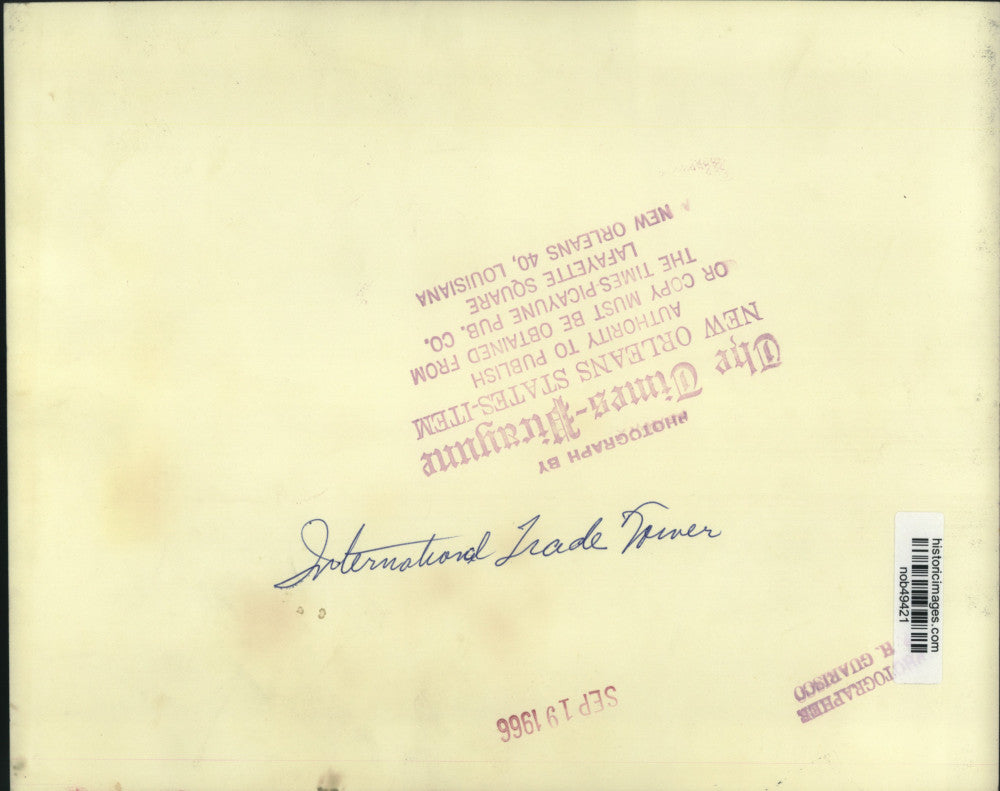 PHOTOGRAPH BY
The Times-Picayune
NEW ORLEANS STATES-ITEM
AUTHORITY TO PUBLISH
OR COPY MUST BE OBTAINED FROM
THE TIMES-PICAYUNE PUB. CO.
LAFAYETTE SQUARE
NEW ORLEANS 40, LOUISIANA
International Trade Tower
historicimages.com
nob49421
PHOTOGRAPHER
H. GUARISCO
SEP 19 1966